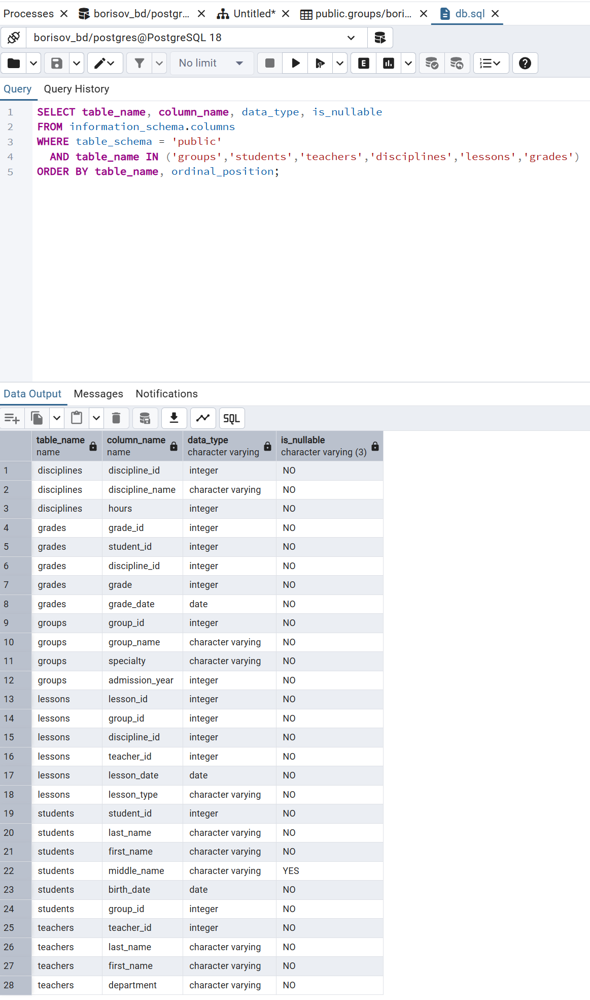 Processes borisov_bd/postgr... Untitled* public.groups/bori... db.sql
borisov_bd/postgres@PostgreSQL 18
No limit
Query Query History
1 SELECT table_name, column_name, data_type, is_nullable
2 FROM information_schema.columns
3 WHERE table_schema = 'public'
4 AND table_name IN ('groups','students','teachers','disciplines','lessons','grades')
5 ORDER BY table_name, ordinal_position;
Data Output Messages Notifications
SQL
table_name column_name data_type is_nullable
name name character varying character varying (3)
1 disciplines discipline_id integer NO
2 disciplines discipline_name character varying NO
3 disciplines hours integer NO
4 grades grade_id integer NO
5 grades student_id integer NO
6 grades discipline_id integer NO
7 grades grade integer NO
8 grades grade_date date NO
9 groups group_id integer NO
10 groups group_name character varying NO
11 groups specialty character varying NO
12 groups admission_year integer NO
13 lessons lesson_id integer NO
14 lessons group_id integer NO
15 lessons discipline_id integer NO
16 lessons teacher_id integer NO
17 lessons lesson_date date NO
18 lessons lesson_type character varying NO
19 students student_id integer NO
20 students last_name character varying NO
21 students first_name character varying NO
22 students middle_name character varying YES
23 students birth_date date NO
24 students group_id integer NO
25 teachers teacher_id integer NO
26 teachers last_name character varying NO
27 teachers first_name character varying NO
28 teachers department character varying NO